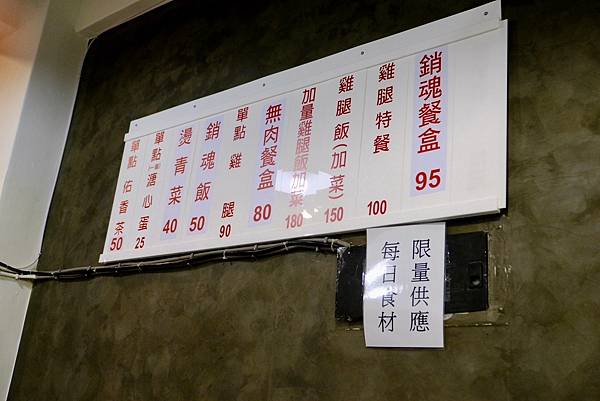 銷魂餐盒 95
雞腿特餐 100
雞腿飯(加菜) 150
加量雞腿飯加菜 180
無肉餐盒 80
單點雞腿 90
銷魂飯 50
燙青菜 40
單點(一顆)溏心蛋 25
單點佐香茶 50
限量供應
每日食材